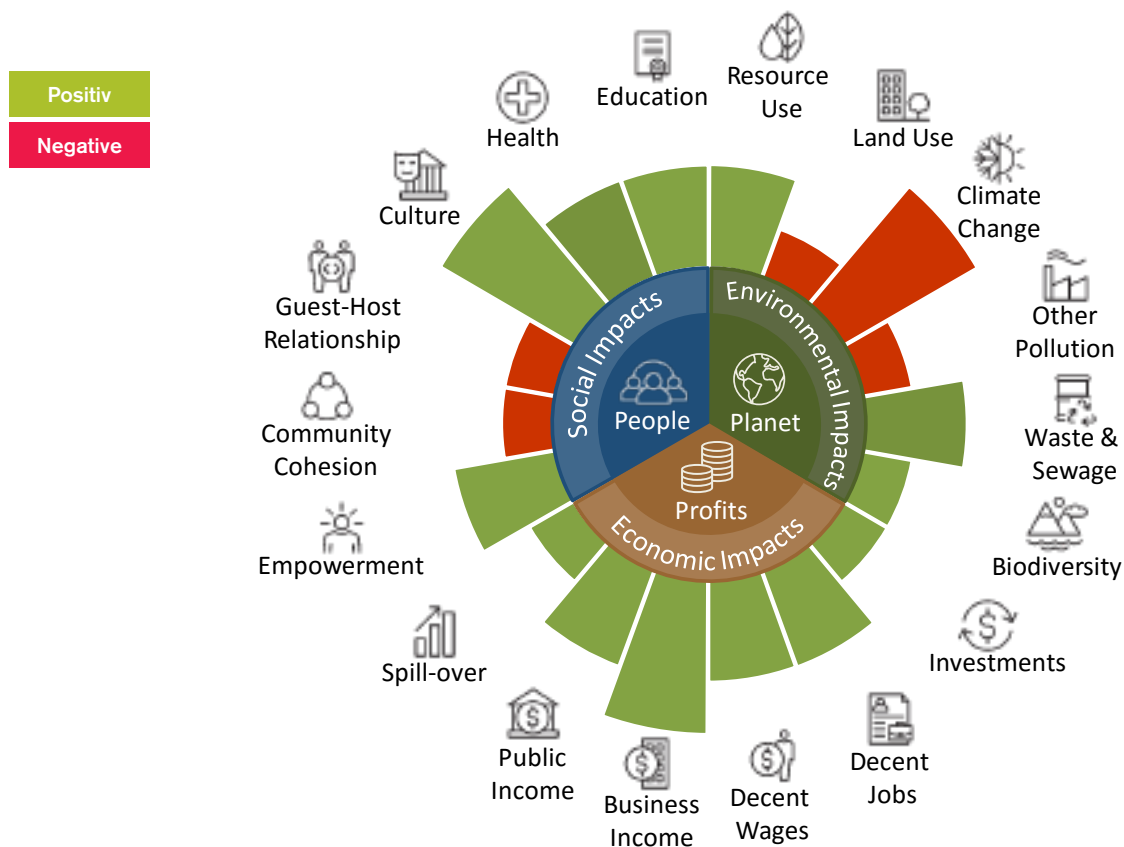 Positiv
Negative
Education
Resource
Use
Health
Land Use
Culture
Climate
Change
Guest-Host
Relationship
Other
Pollution
Social Impacts
Environmental Impacts
People
Planet
Community
Cohesion
Waste &
Sewage
Profits
Economic Impacts
Empowerment
Biodiversity
Spill-over
Investments
Public
Income
Business
Income
Decent
Wages
Decent
Jobs